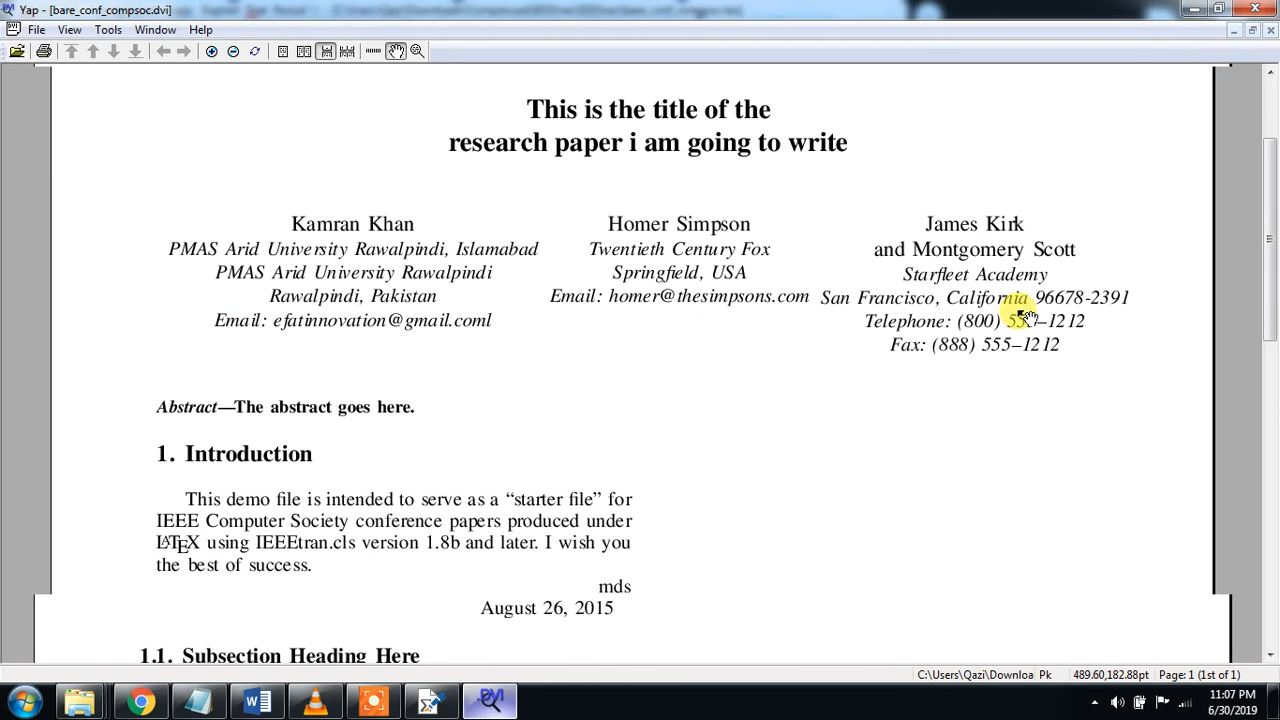 Yap - [bare_conf_compsoc.dvi]
File View Tools Window Help
This is the title of the
research paper i am going to write
Kamran Khan
PMAS Arid University Rawalpindi, Islamabad
PMAS Arid University Rawalpindi
Rawalpindi, Pakistan
Email: efatinnovation@gmail.coml
Homer Simpson
Twentieth Century Fox
Springfield, USA
Email: homer@thesimpsons.com
James Kirk
and Montgomery Scott
Starfleet Academy
San Francisco, California 96678-2391
Telephone: (800) 555–1212
Fax: (888) 555–1212
Abstract—The abstract goes here.
1. Introduction
This demo file is intended to serve as a “starter file” for
IEEE Computer Society conference papers produced under
LATEX using IEEEtran.cls version 1.8b and later. I wish you
the best of success.
mds
August 26, 2015
1.1. Subsection Heading Here
C:\Users\Qazi\Downloa Pk 489.60,182.88pt Page: 1 (1st of 1)
11:07 PM
6/30/2019